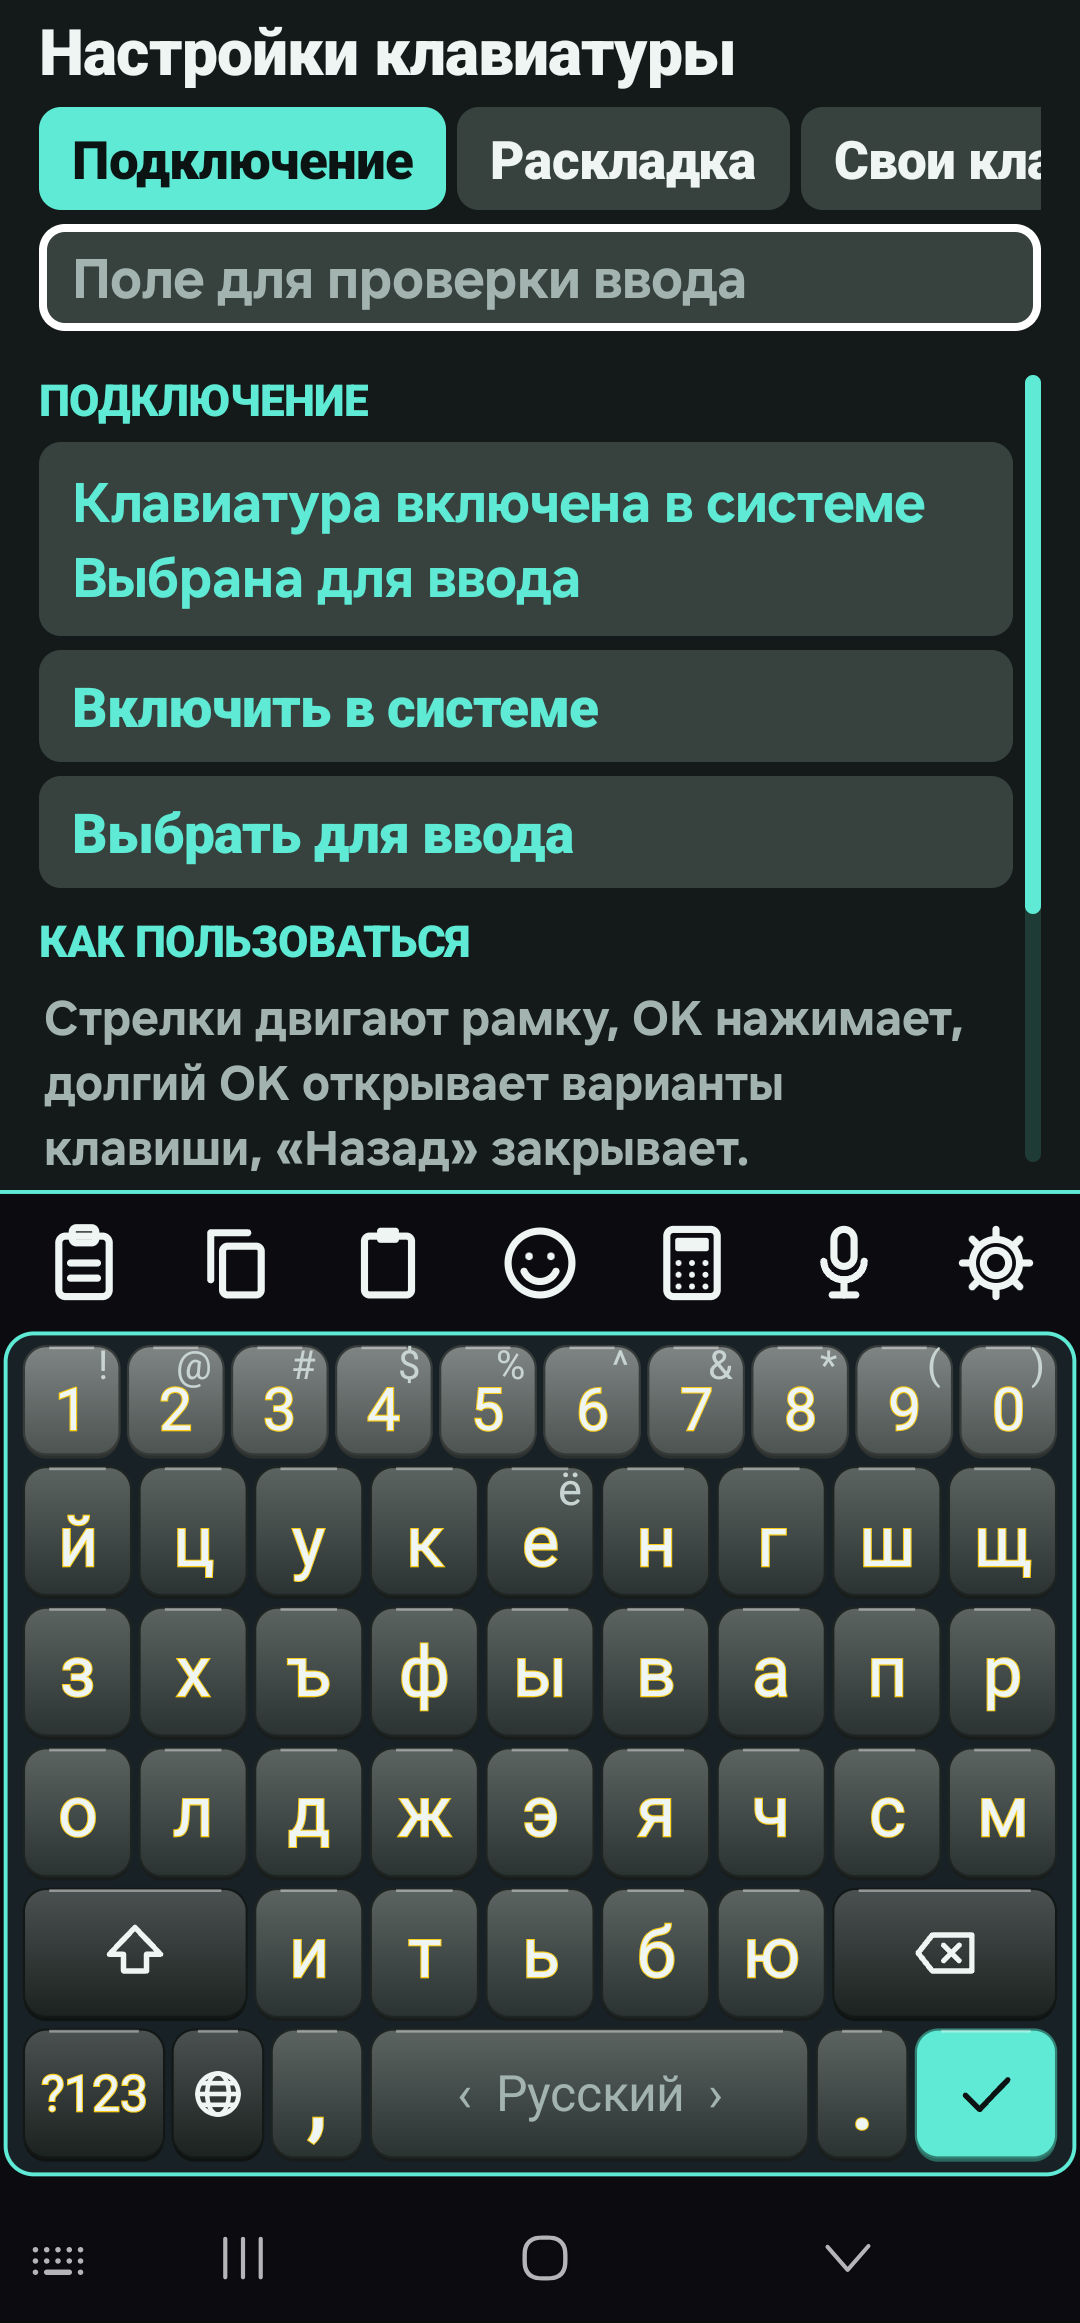 Настройки клавиатуры
Подключение Раскладка Свои кла
Поле для проверки ввода
ПОДКЛЮЧЕНИЕ
Клавиатура включена в системе
Выбрана для ввода
Включить в системе
Выбрать для ввода
КАК ПОЛЬЗОВАТЬСЯ
Стрелки двигают рамку, OK нажимает,
долгий OK открывает варианты
клавиши, «Назад» закрывает.
! @ # $ % ^ & * ( )
1 2 3 4 5 6 7 8 9 0
ё
й ц у к е н г ш щ
з х ъ ф ы в а п р
о л д ж э я ч с м
и т ь б ю
?123 , ‹ Русский › .